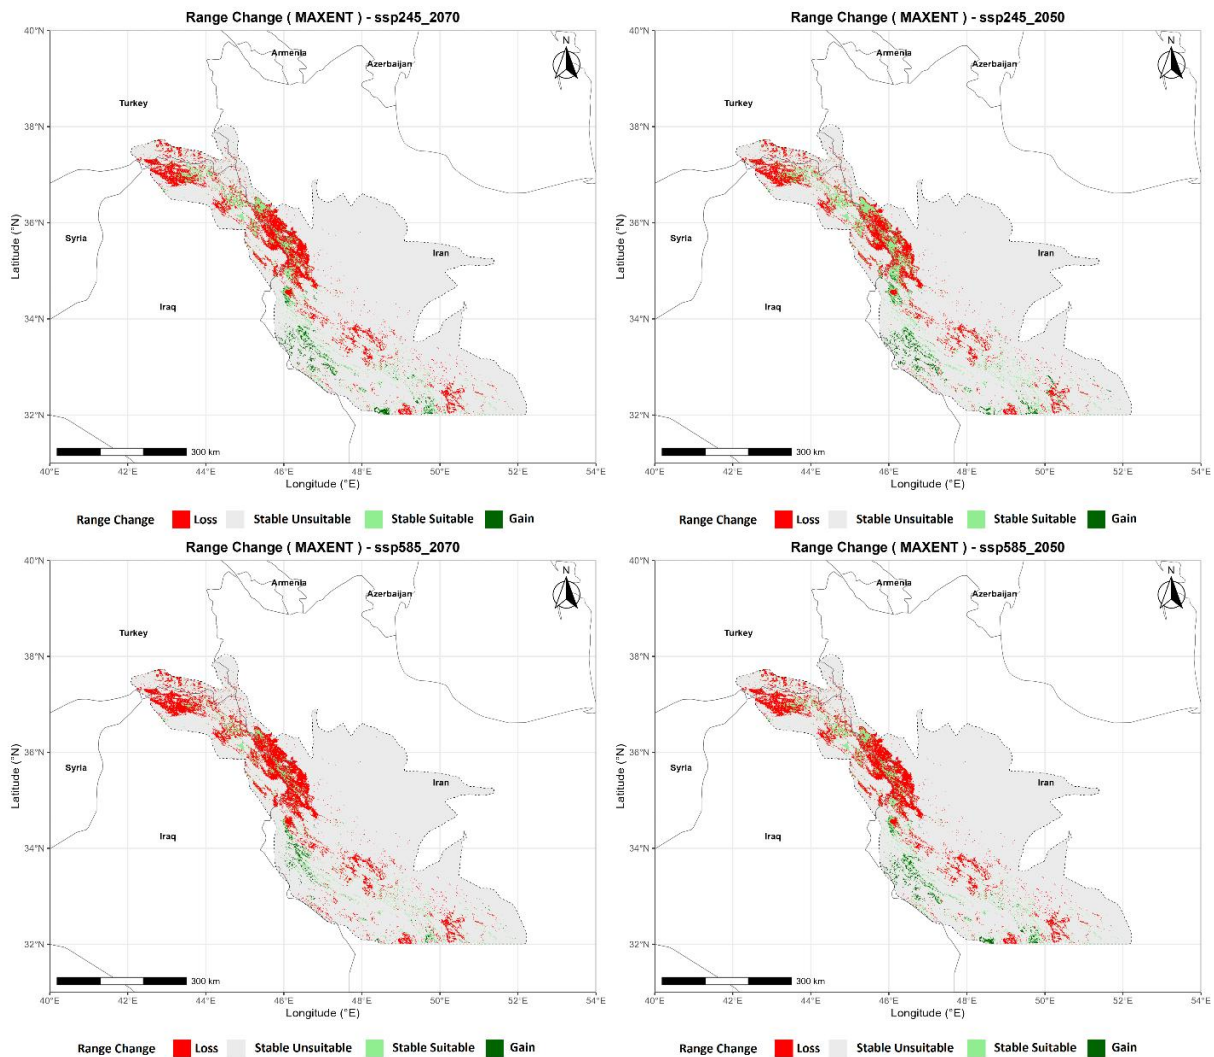 Range Change ( MAXENT ) - ssp245_2070
40°N
38°N
36°N
34°N
32°N
Latitude (°N)
N
Armenia
Azerbaijan
Turkey
Syria
Iran
Iraq
300 km
40°E 42°E 44°E 46°E 48°E 50°E 52°E 54°E
Longitude (°E)
Range Change Loss Stable Unsuitable Stable Suitable Gain
Range Change ( MAXENT ) - ssp245_2050
40°N
38°N
36°N
34°N
32°N
Latitude (°N)
N
Armenia
Azerbaijan
Turkey
Syria
Iran
Iraq
300 km
40°E 42°E 44°E 46°E 48°E 50°E 52°E 54°E
Longitude (°E)
Range Change Loss Stable Unsuitable Stable Suitable Gain
Range Change ( MAXENT ) - ssp585_2070
40°N
38°N
36°N
34°N
32°N
Latitude (°N)
N
Armenia
Azerbaijan
Turkey
Syria
Iran
Iraq
300 km
40°E 42°E 44°E 46°E 48°E 50°E 52°E 54°E
Longitude (°E)
Range Change Loss Stable Unsuitable Stable Suitable Gain
Range Change ( MAXENT ) - ssp585_2050
40°N
38°N
36°N
34°N
32°N
Latitude (°N)
N
Armenia
Azerbaijan
Turkey
Syria
Iran
Iraq
300 km
40°E 42°E 44°E 46°E 48°E 50°E 52°E 54°E
Longitude (°E)
Range Change Loss Stable Unsuitable Stable Suitable Gain